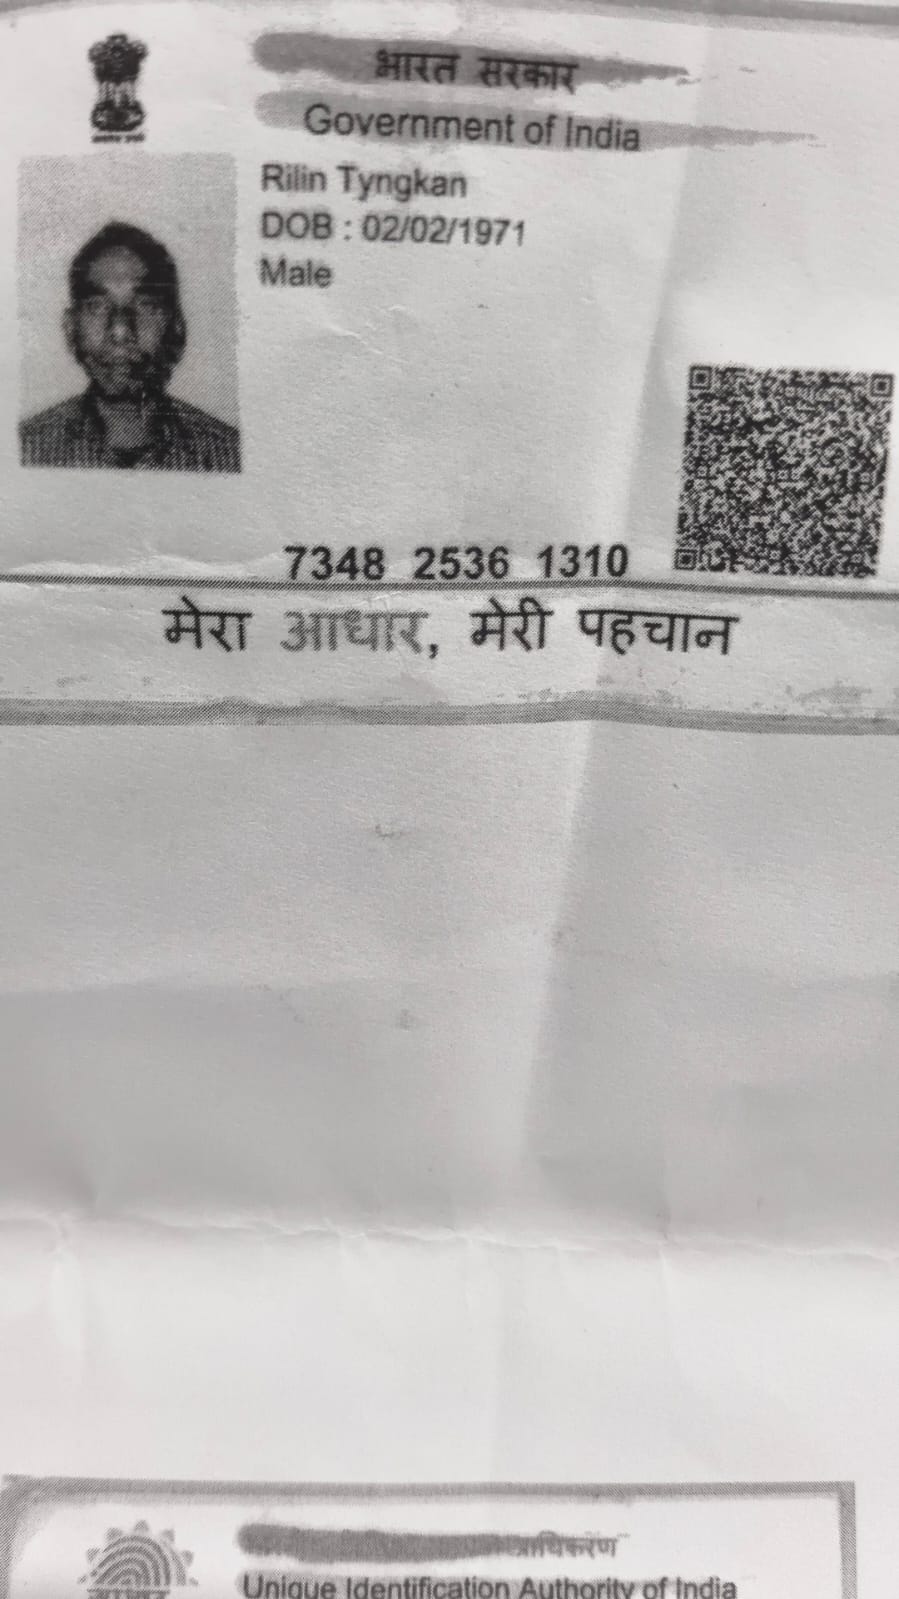 भारत सरकार
Government of India
Rilin Tyngkan
DOB : 02/02/1971
Male
7348 2536 1310
मेरा आधार, मेरी पहचान
प्राधिकरण
Unique Identification Authority of India